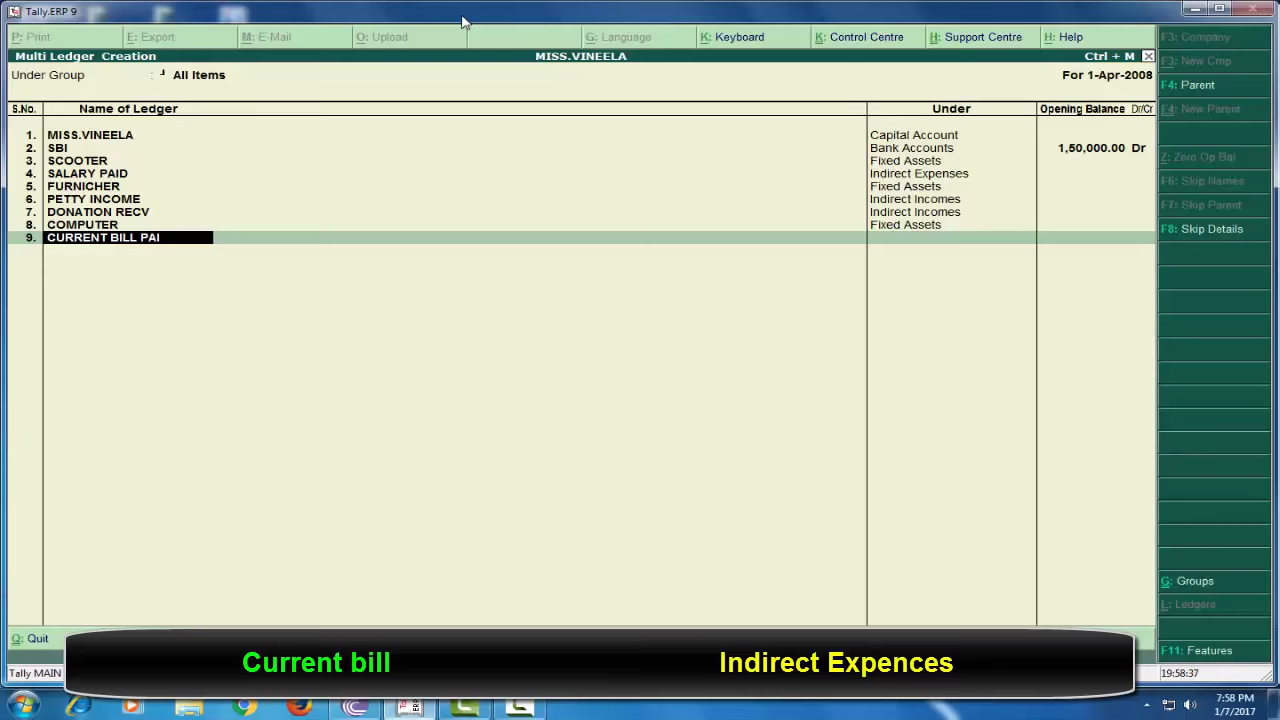 Tally.ERP 9
P: Print E: Export M: E-Mail O: Upload G: Language K: Keyboard K: Control Centre H: Support Centre H: Help
Multi Ledger Creation MISS.VINEELA Ctrl + M
Under Group : ┘ All Items For 1-Apr-2008
S.No. Name of Ledger Under Opening Balance Dr/Cr
1. MISS.VINEELA Capital Account
2. SBI Bank Accounts 1,50,000.00 Dr
3. SCOOTER Fixed Assets
4. SALARY PAID Indirect Expenses
5. FURNICHER Fixed Assets
6. PETTY INCOME Indirect Incomes
7. DONATION RECV Indirect Incomes
8. COMPUTER Fixed Assets
9. CURRENT BILL PAI
F3: Company
F3: New Cmp
F4: Parent
F4: New Parent
Z: Zero Op Bal
F6: Skip Names
F7: Skip Parent
F8: Skip Details
G: Groups
L: Ledgers
F11: Features
Q: Quit
Current bill Indirect Expences
Tally MAIN 19:58:37
7:58 PM
1/7/2017